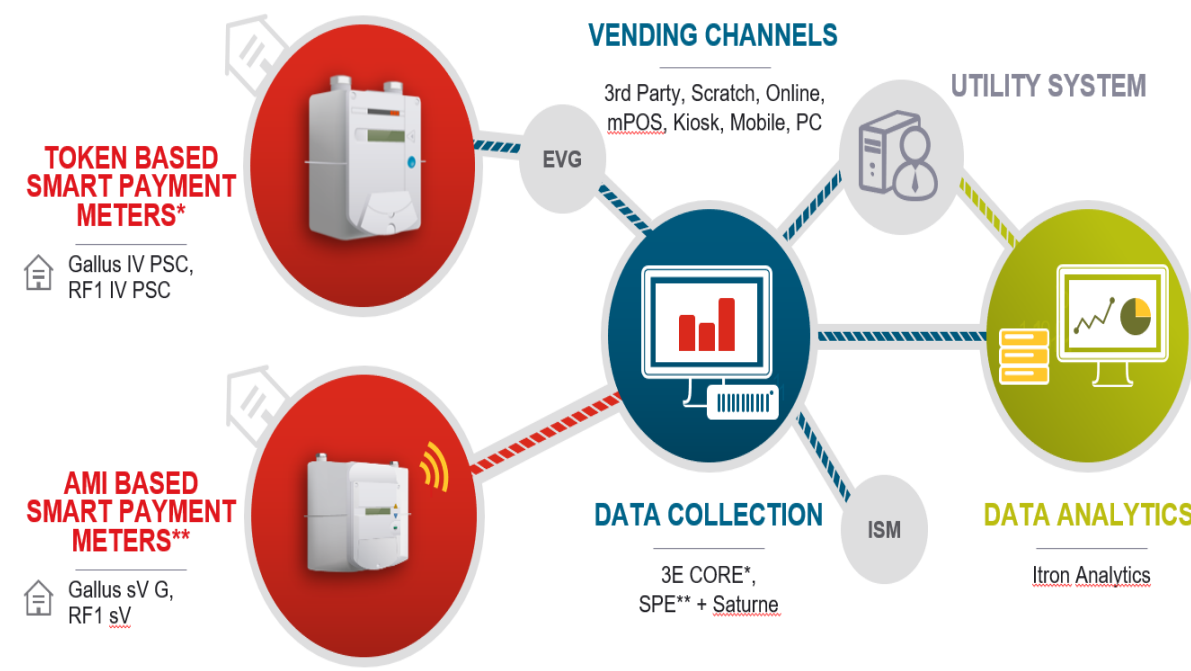 VENDING CHANNELS
3rd Party, Scratch, Online,
mPOS, Kiosk, Mobile, PC
UTILITY SYSTEM
EVG
TOKEN BASED
SMART PAYMENT
METERS*
Gallus IV PSC,
RF1 IV PSC
AMI BASED
SMART PAYMENT
METERS**
Gallus sV G,
RF1 sV
DATA COLLECTION
3E CORE*,
SPE** + Saturne
ISM
DATA ANALYTICS
Itron Analytics